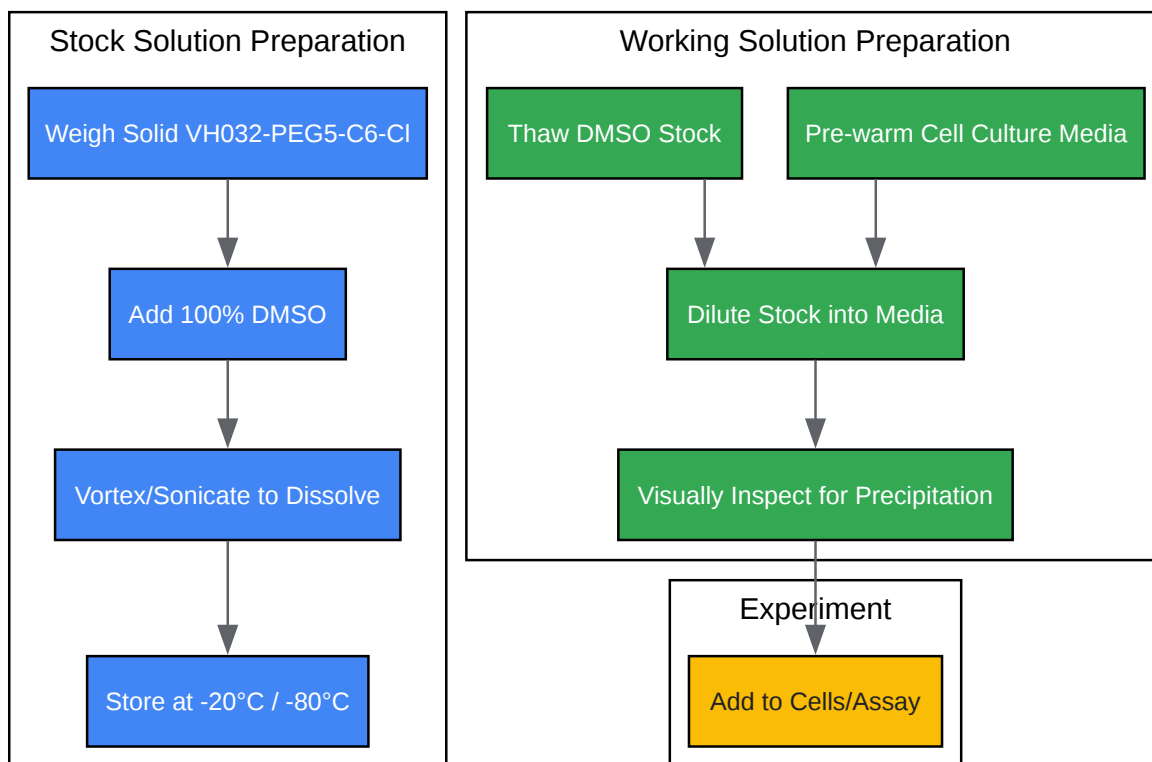 Stock Solution Preparation
Weigh Solid VH032-PEG5-C6-Cl
Add 100% DMSO
Vortex/Sonicate to Dissolve
Store at -20°C / -80°C
Working Solution Preparation
Thaw DMSO Stock
Pre-warm Cell Culture Media
Dilute Stock into Media
Visually Inspect for Precipitation
Experiment
Add to Cells/Assay